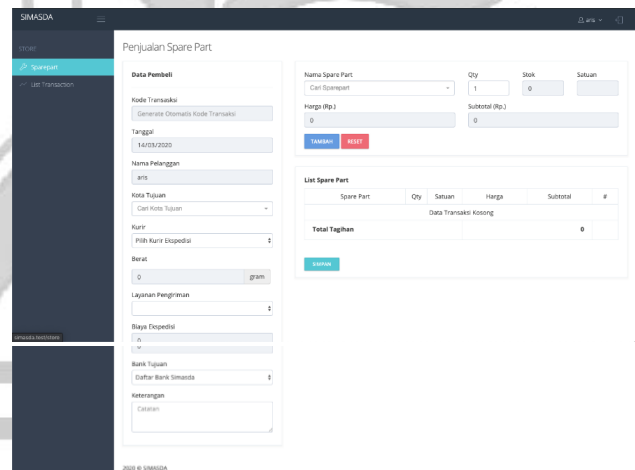 SIMASDA
aris
STORE
Sparepart
List Transaction
Penjualan Spare Part
Data Pembeli
Kode Transaksi
Generate Otomatis Kode Transaksi
Tanggal
14/03/2020
Nama Pelanggan
aris
Kota Tujuan
Cari Kota Tujuan
Kurir
Pilih Kurir Ekspedisi
Berat
0 gram
Layanan Pengiriman
Biaya Ekspedisi
0
0
Bank Tujuan
Daftar Bank Simasda
Keterangan
Catatan
Nama Spare Part Qty Stok Satuan
Cari Sparepart 1 0
Harga (Rp.) Subtotal (Rp.)
0 0
TAMBAH RESET
List Spare Part
Spare Part Qty Satuan Harga Subtotal #
Data Transaksi Kosong
Total Tagihan 0
SIMPAN
simasda.test/store
2020 © SIMASDA